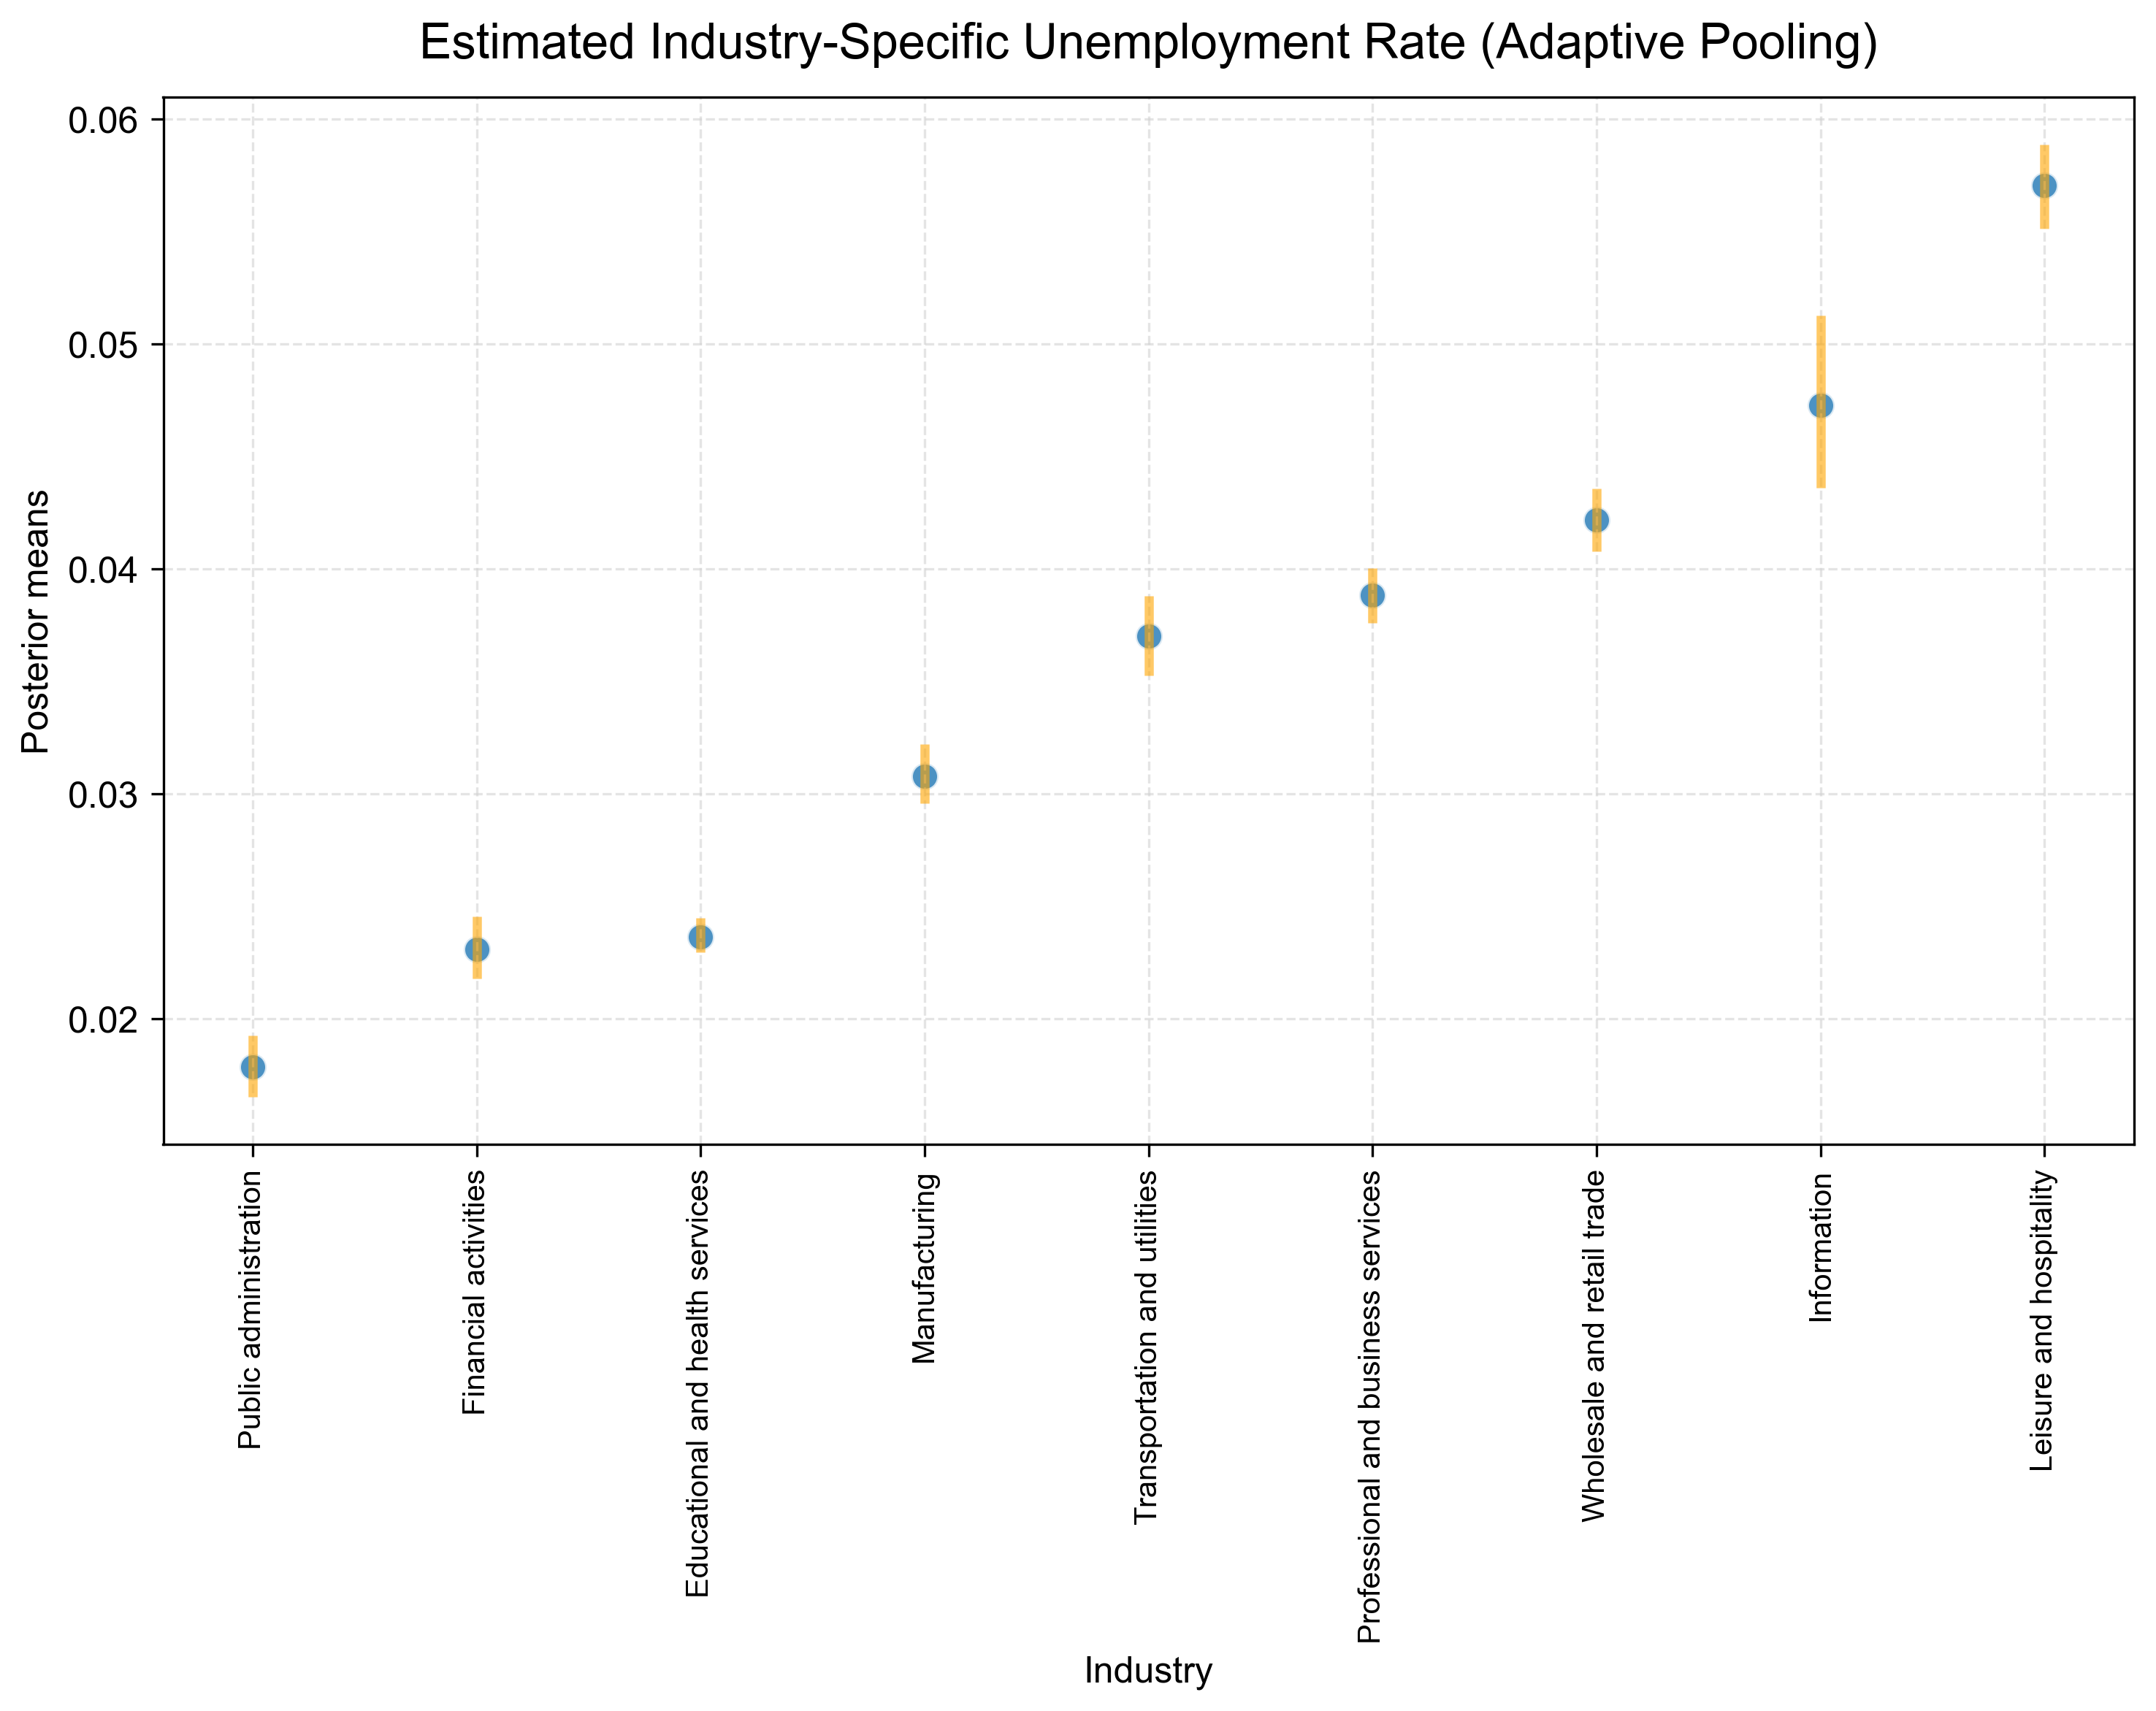 Estimated Industry-Specific Unemployment Rate (Adaptive Pooling)
Posterior means
0.06
0.05
0.04
0.03
0.02
Public administration
Financial activities
Educational and health services
Manufacturing
Transportation and utilities
Professional and business services
Wholesale and retail trade
Information
Leisure and hospitality
Industry